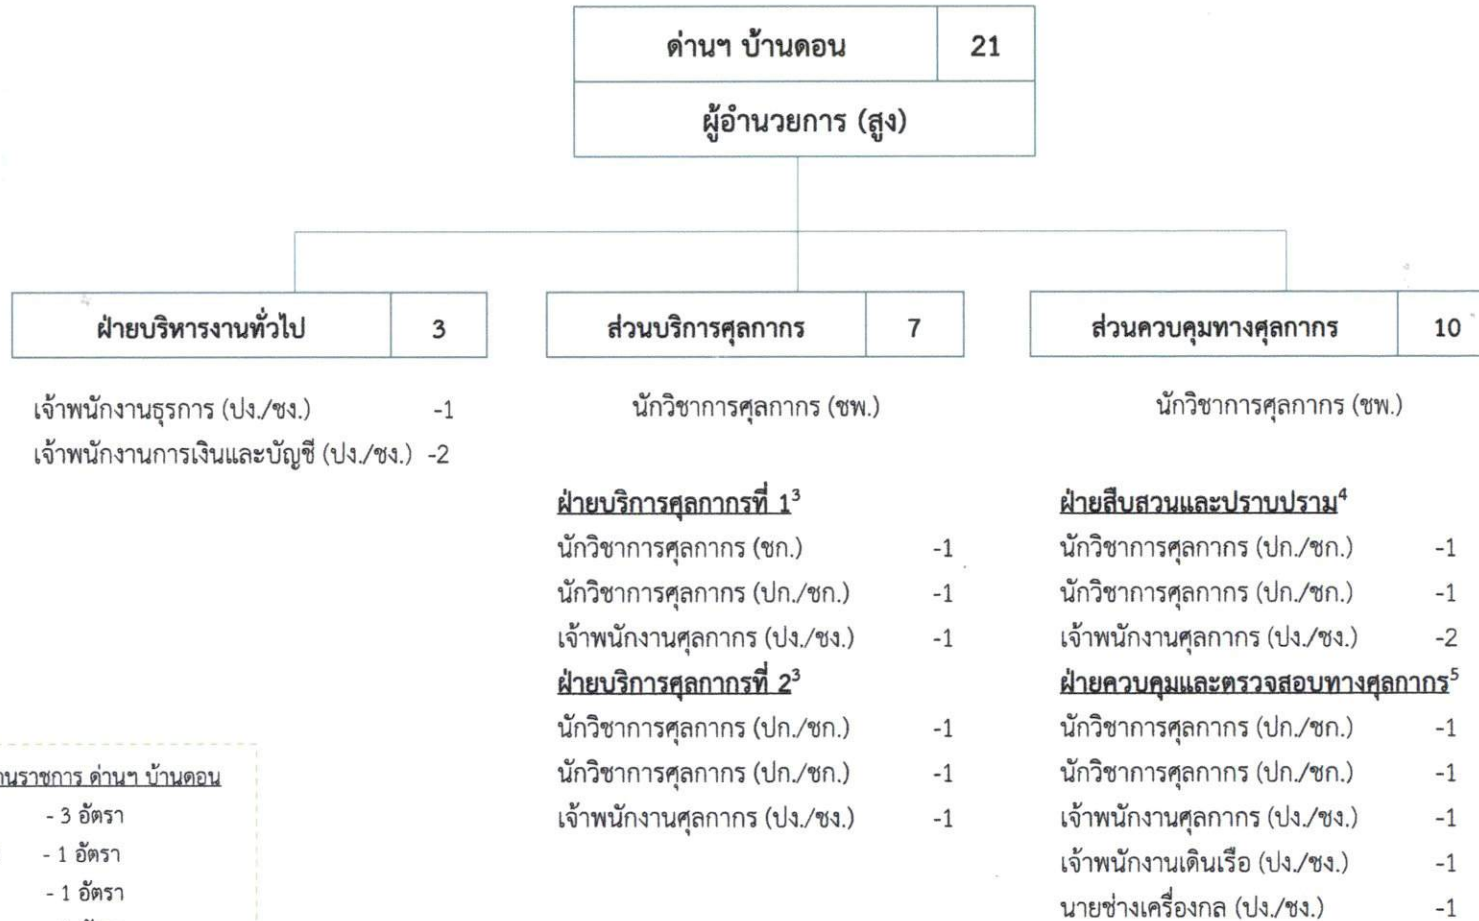 ด่านฯ บ้านดอน 21
ผู้อำนวยการ (สูง)
ฝ่ายบริหารงานทั่วไป 3
เจ้าพนักงานธุรการ (ปง./ชง.) -1
เจ้าพนักงานการเงินและบัญชี (ปง./ชง.) -2
ส่วนบริการศุลกากร 7
นักวิชาการศุลกากร (ชพ.)
ฝ่ายบริการศุลกากรที่ 1³
นักวิชาการศุลกากร (ชก.) -1
นักวิชาการศุลกากร (ปก./ชก.) -1
เจ้าพนักงานศุลกากร (ปง./ชง.) -1
ฝ่ายบริการศุลกากรที่ 2³
นักวิชาการศุลกากร (ปก./ชก.) -1
นักวิชาการศุลกากร (ปก./ชก.) -1
เจ้าพนักงานศุลกากร (ปง./ชง.) -1
ส่วนควบคุมทางศุลกากร 10
นักวิชาการศุลกากร (ชพ.)
ฝ่ายสืบสวนและปราบปราม⁴
นักวิชาการศุลกากร (ปก./ชก.) -1
นักวิชาการศุลกากร (ปก./ชก.) -1
เจ้าพนักงานศุลกากร (ปง./ชง.) -2
ฝ่ายควบคุมและตรวจสอบทางศุลกากร⁵
นักวิชาการศุลกากร (ปก./ชก.) -1
นักวิชาการศุลกากร (ปก./ชก.) -1
เจ้าพนักงานศุลกากร (ปง./ชง.) -1
เจ้าพนักงานเดินเรือ (ปง./ชง.) -1
นายช่างเครื่องกล (ปง./ชง.) -1
านราชการ ด่านฯ บ้านดอน
- 3 อัตรา
- 1 อัตรา
- 1 อัตรา